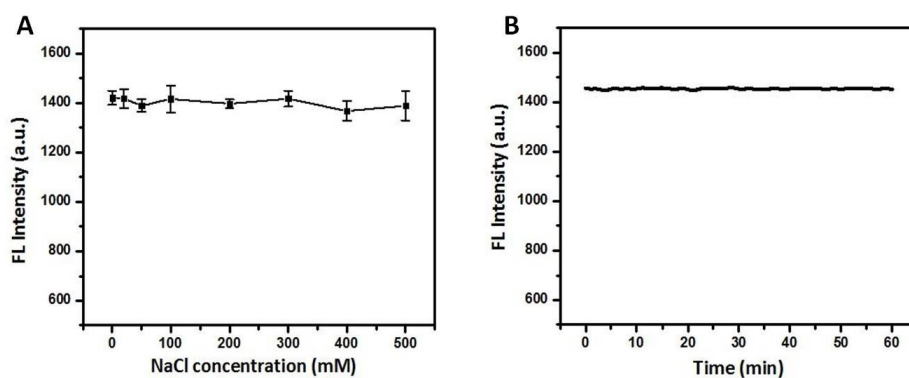 A
1600
1400
1200
1000
800
600
FL Intensity (a.u.)
0 100 200 300 400 500
NaCl concentration (mM)
B
1600
1400
1200
1000
800
600
FL Intensity (a.u.)
0 10 20 30 40 50 60
Time (min)